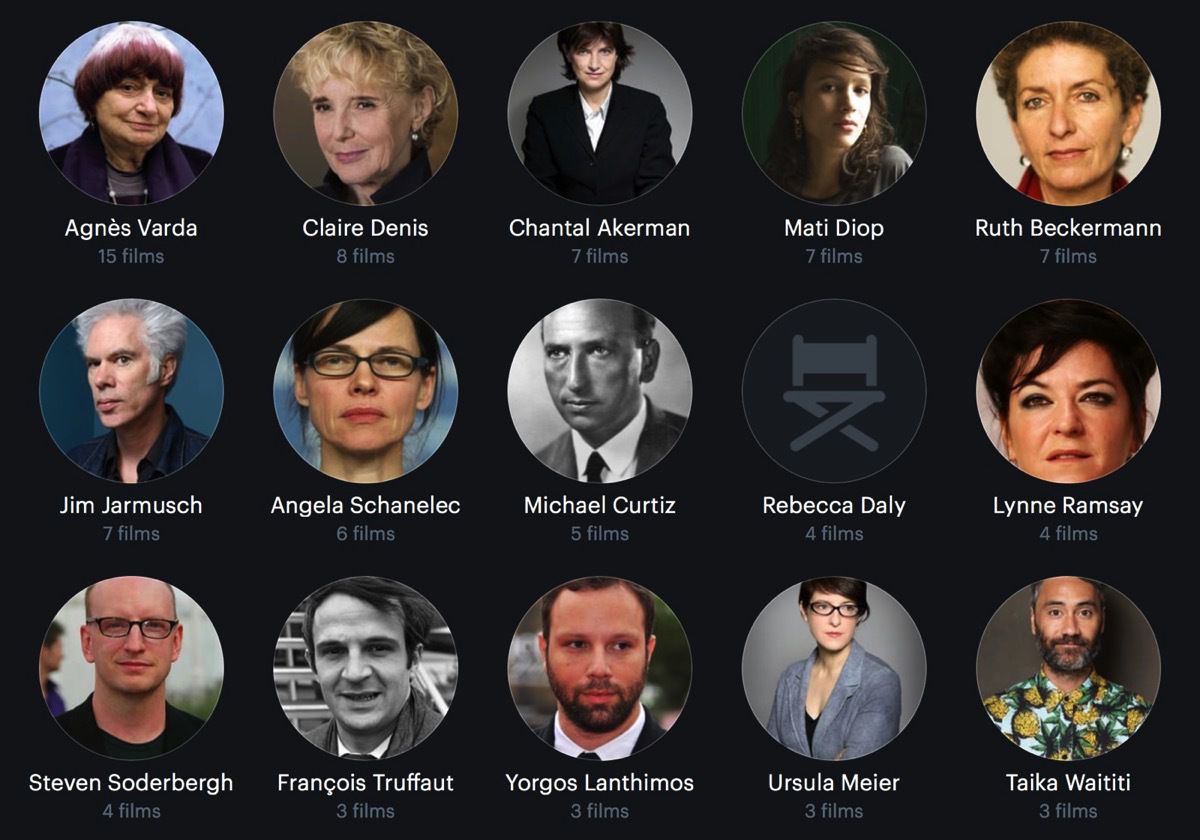 Agnès Varda
15 films
Claire Denis
8 films
Chantal Akerman
7 films
Mati Diop
7 films
Ruth Beckermann
7 films
Jim Jarmusch
7 films
Angela Schanelec
6 films
Michael Curtiz
5 films
Rebecca Daly
4 films
Lynne Ramsay
4 films
Steven Soderbergh
4 films
François Truffaut
3 films
Yorgos Lanthimos
3 films
Ursula Meier
3 films
Taika Waititi
3 films